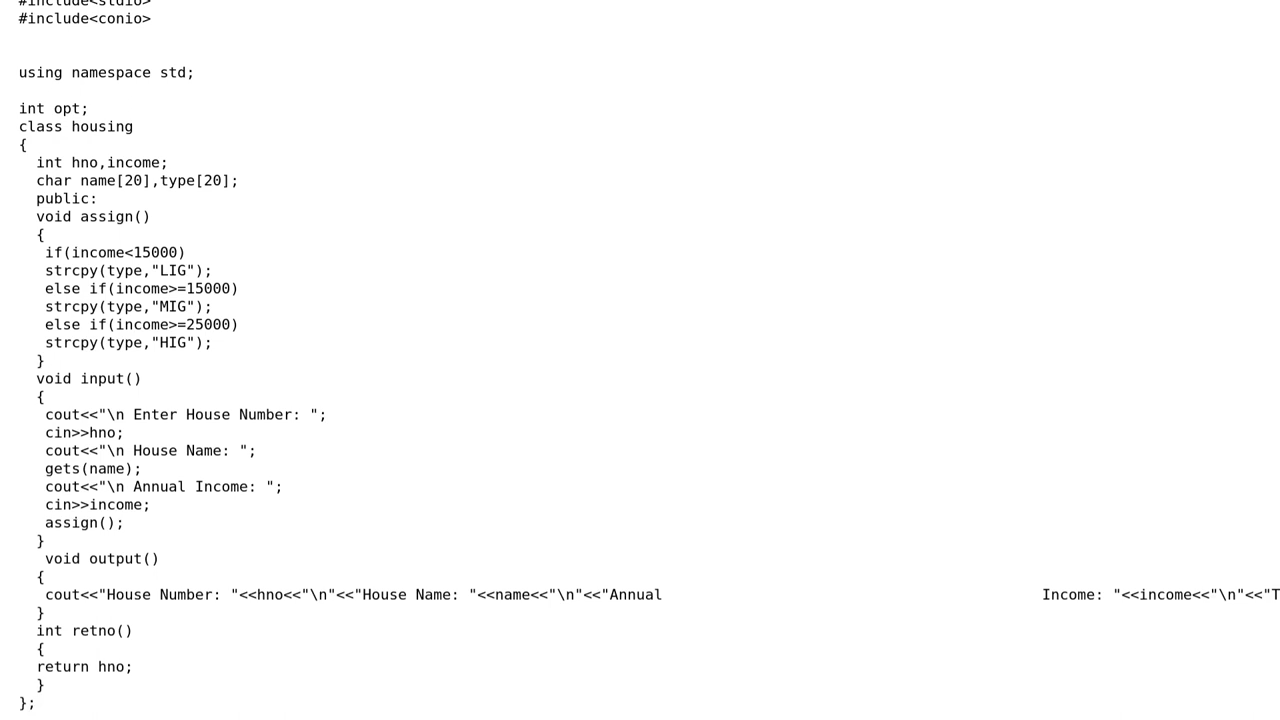 #include<stdio>
#include<conio>
using namespace std;
int opt;
class housing
{
int hno,income;
char name[20],type[20];
public:
void assign()
{
if(income<15000)
strcpy(type,"LIG");
else if(income>=15000)
strcpy(type,"MIG");
else if(income>=25000)
strcpy(type,"HIG");
}
void input()
{
cout<<"\n Enter House Number: ";
cin>>hno;
cout<<"\n House Name: ";
gets(name);
cout<<"\n Annual Income: ";
cin>>income;
assign();
}
void output()
{
cout<<"House Number: "<<hno<<"\n"<<"House Name: "<<name<<"\n"<<"Annual Income: "<<income<<"\n"<<"T
}
int retno()
{
return hno;
}
};